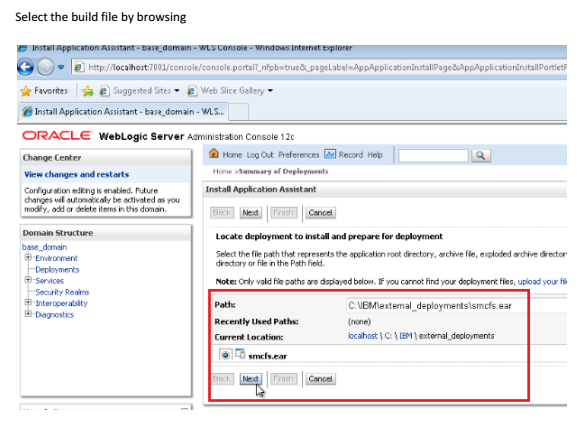 Select the build file by browsing
Install Application Assistant - base_domain - WLS Console - Windows Internet Explorer
http://localhost:7001/console/console.portal?_nfpb=true&_pageLabel=AppApplicationInstallPage&AppApplicationInstallPortlet
Favorites Suggested Sites Web Slice Gallery
Install Application Assistant - base_domain - WLS...
ORACLE WebLogic Server Administration Console 12c
Change Center
View changes and restarts
Configuration editing is enabled. Future
changes will automatically be activated as you
modify, add or delete items in this domain.
Domain Structure
base_domain
Environment
Deployments
Services
Security Realms
Interoperability
Diagnostics
Home Log Out Preferences Record Help
Home >Summary of Deployments
Install Application Assistant
Back Next Finish Cancel
Locate deployment to install and prepare for deployment
Select the file path that represents the application root directory, archive file, exploded archive director
directory or file in the Path field.
Note: Only valid file paths are displayed below. If you cannot find your deployment files, upload your fil
Path: C:\IBM\external_deployments\smcfs.ear
Recently Used Paths: (none)
Current Location: localhost \ C: \ IBM \ external_deployments
smcfs.ear
Back Next Finish Cancel